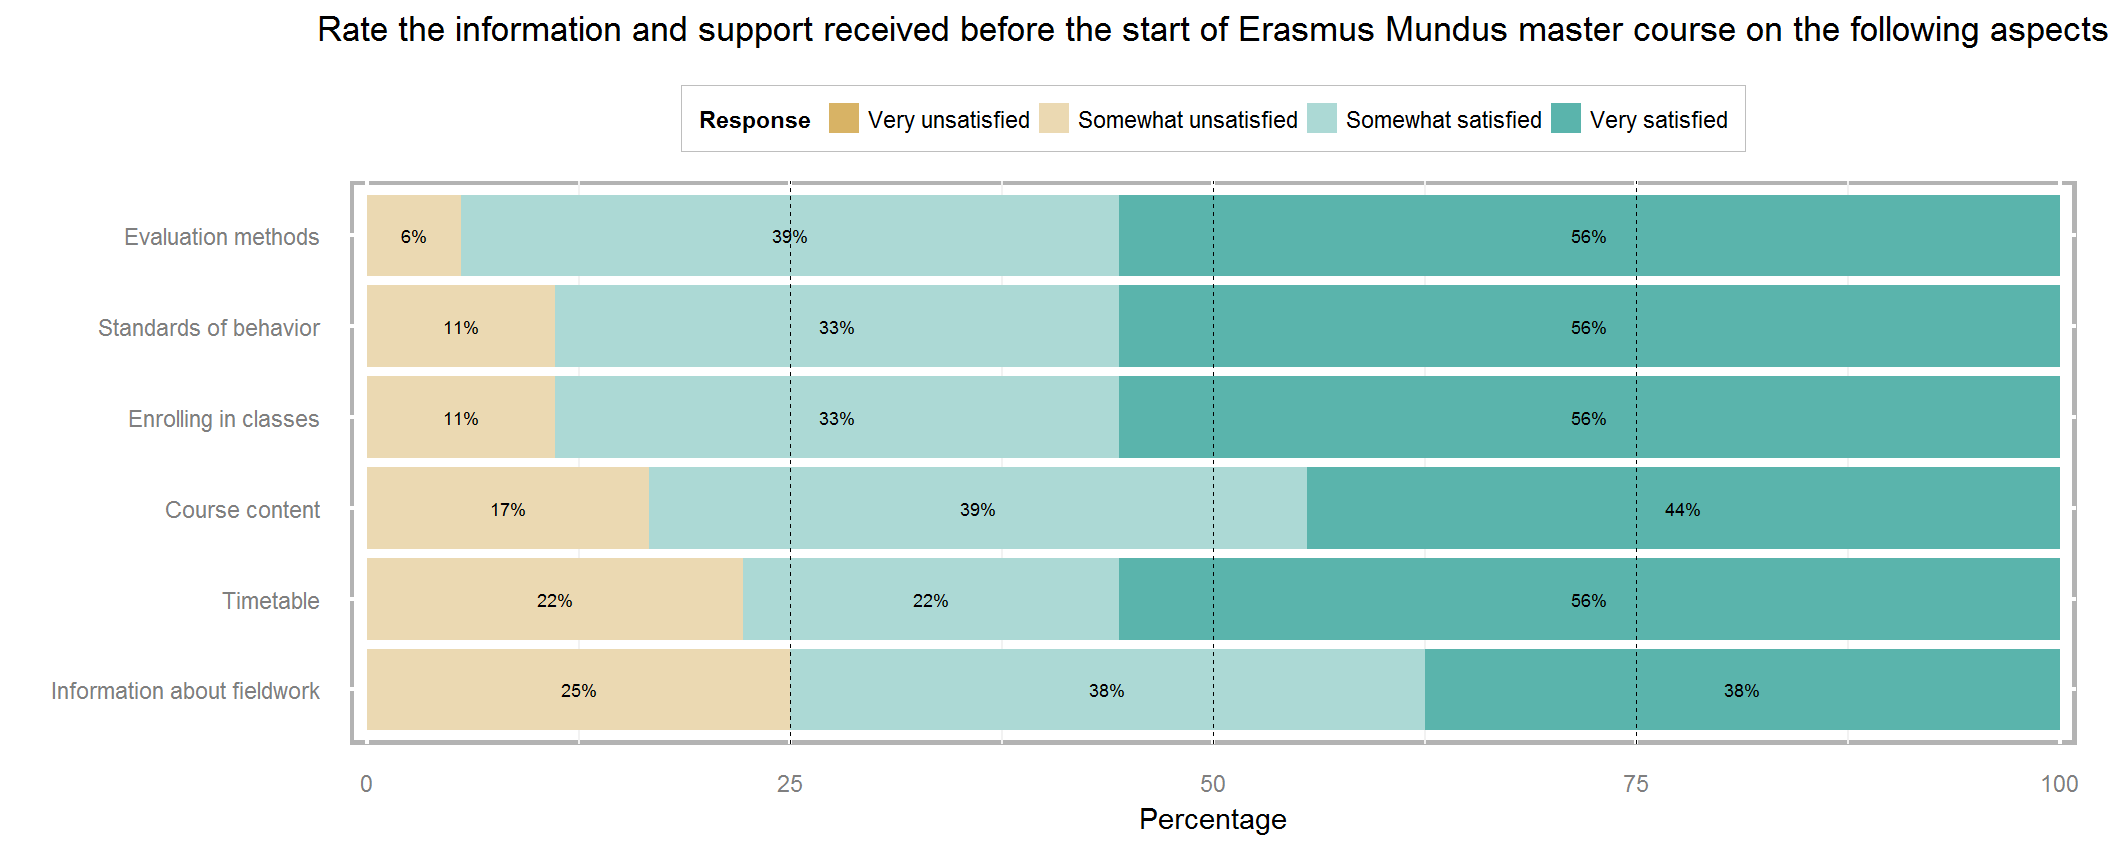 Rate the information and support received before the start of Erasmus Mundus master course on the following aspects
Response Very unsatisfied Somewhat unsatisfied Somewhat satisfied Very satisfied
Evaluation methods 6% 39% 56%
Standards of behavior 11% 33% 56%
Enrolling in classes 11% 33% 56%
Course content 17% 39% 44%
Timetable 22% 22% 56%
Information about fieldwork 25% 38% 38%
0 25 50 75 100
Percentage